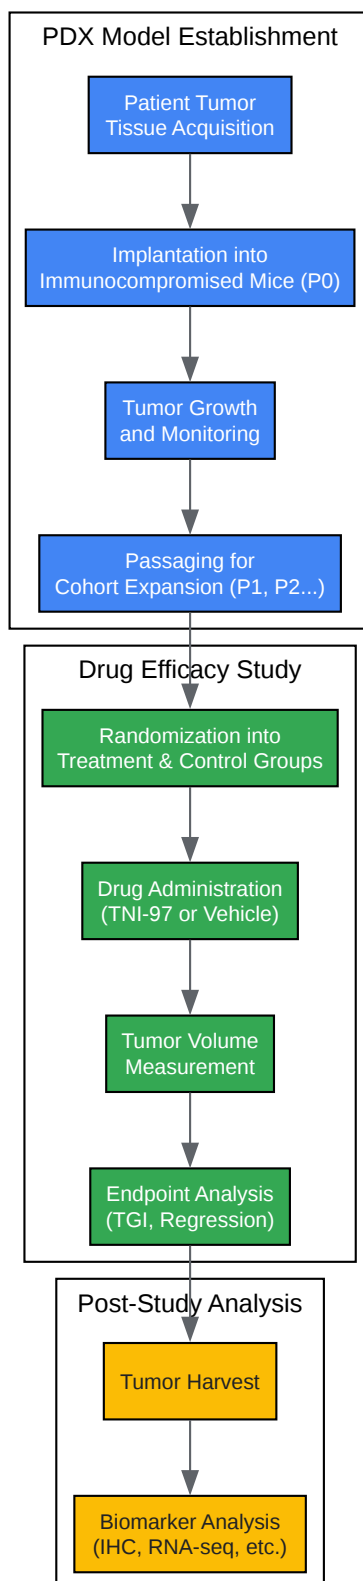 PDX Model Establishment
Patient Tumor
Tissue Acquisition
Implantation into
Immunocompromised Mice (P0)
Tumor Growth
and Monitoring
Passaging for
Cohort Expansion (P1, P2...)
Drug Efficacy Study
Randomization into
Treatment & Control Groups
Drug Administration
(TNI-97 or Vehicle)
Tumor Volume
Measurement
Endpoint Analysis
(TGI, Regression)
Post-Study Analysis
Tumor Harvest
Biomarker Analysis
(IHC, RNA-seq, etc.)